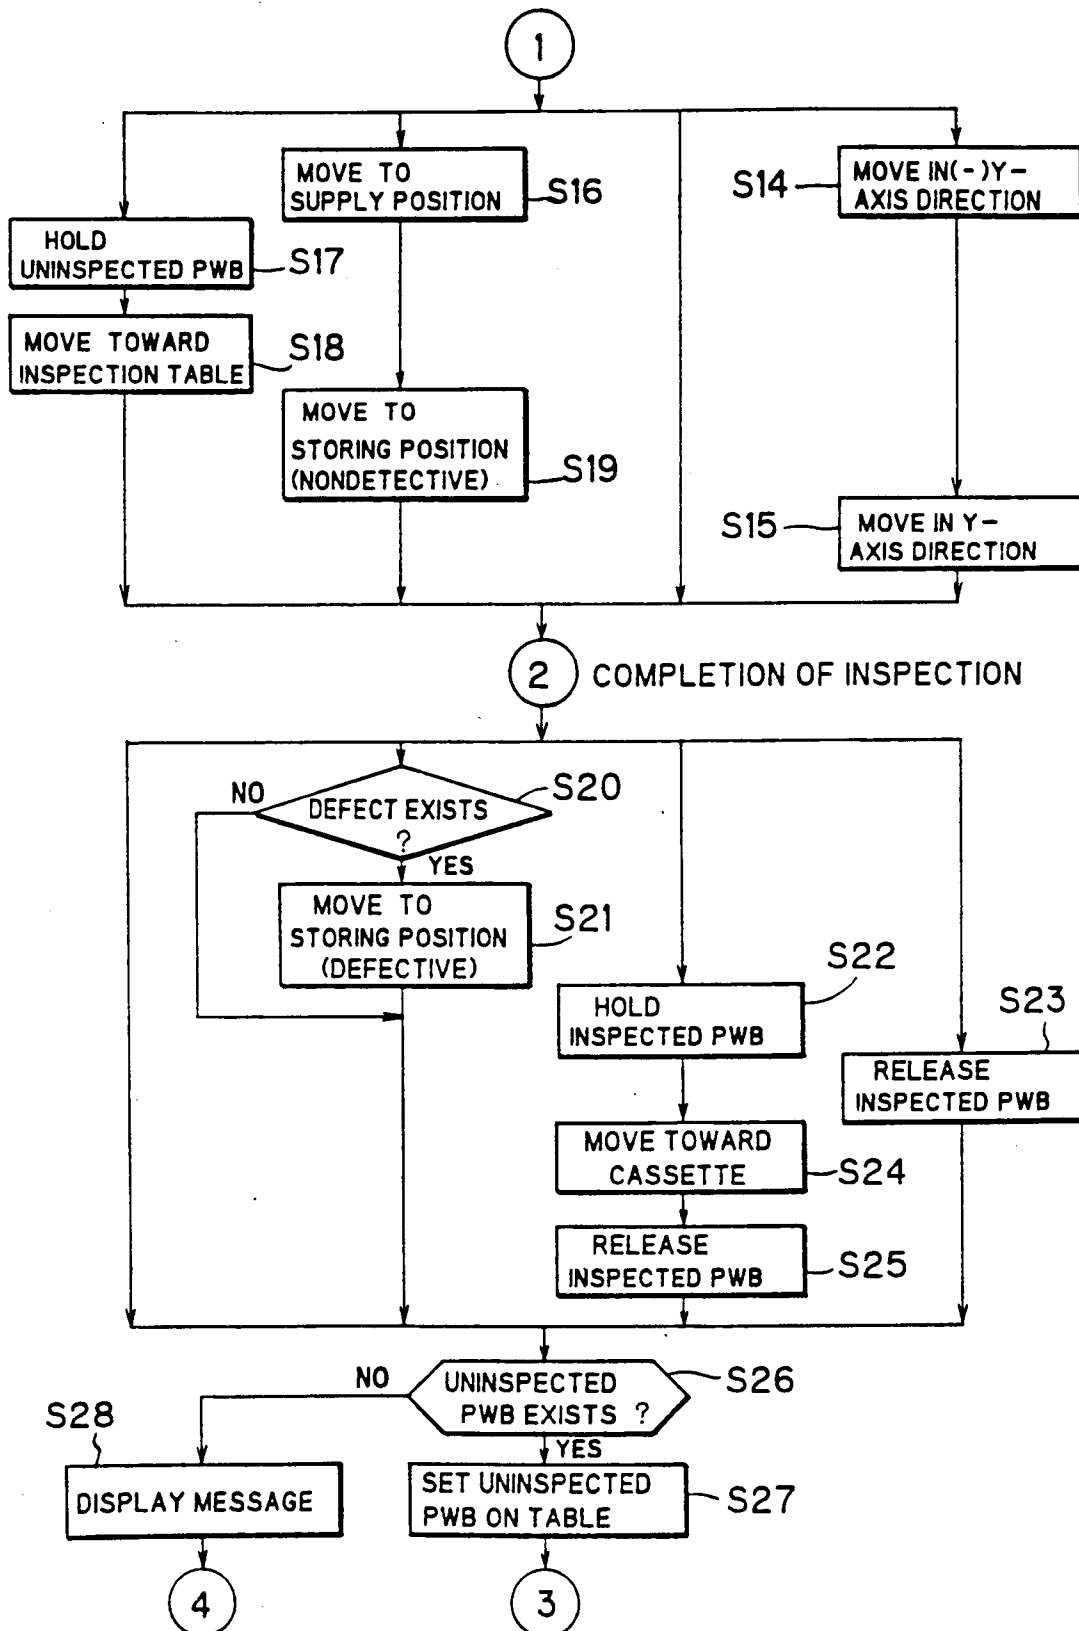 1
MOVE TO
SUPPLY POSITION
S16
S14
MOVE IN(-)Y-
AXIS DIRECTION
HOLD
UNINSPECTED PWB
S17
MOVE TOWARD
INSPECTION TABLE
S18
MOVE TO
STORING POSITION
(NONDETECTIVE)
S19
S15
MOVE IN Y-
AXIS DIRECTION
2
COMPLETION OF INSPECTION
NO
DEFECT EXISTS
?
S20
YES
MOVE TO
STORING POSITION
(DEFECTIVE)
S21
S22
HOLD
INSPECTED PWB
S23
RELEASE
INSPECTED PWB
MOVE TOWARD
CASSETTE
S24
RELEASE
INSPECTED PWB
S25
NO
UNINSPECTED
PWB EXISTS ?
S26
YES
S28
DISPLAY MESSAGE
SET UNINSPECTED
PWB ON TABLE
S27
4
3